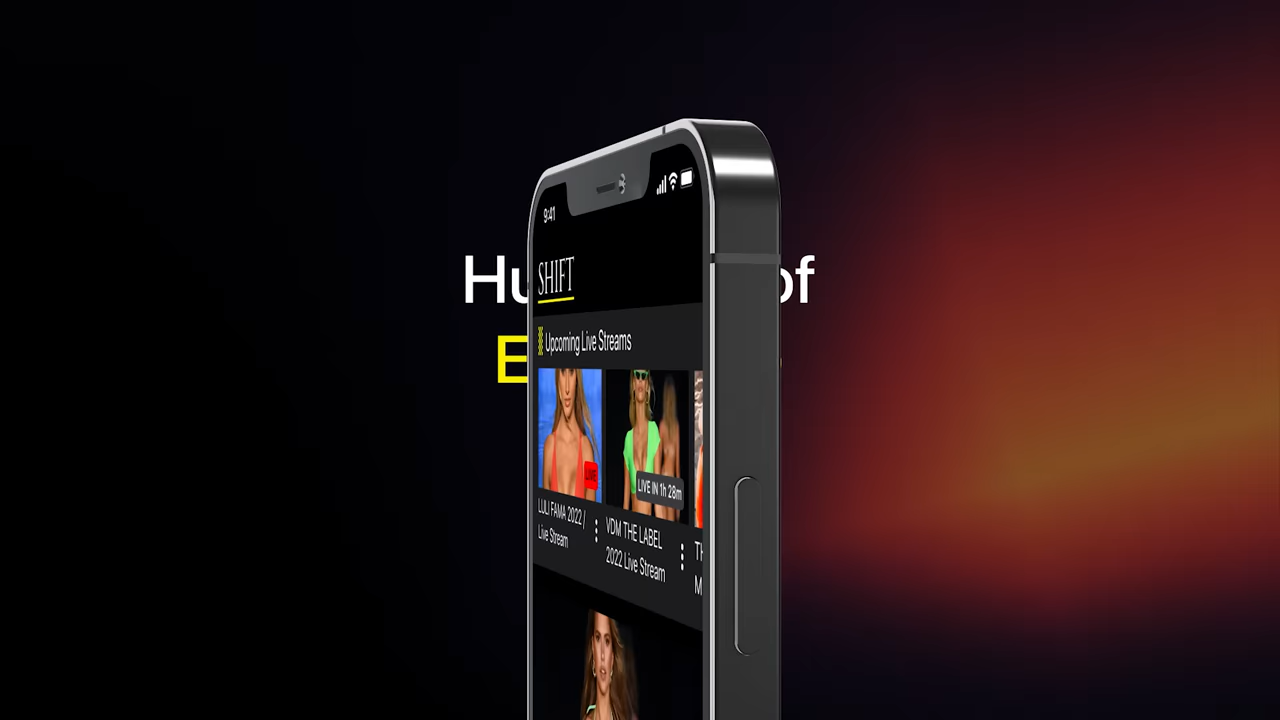 9:41
SHIFT
Upcoming Live Streams
LIVE IN 1h 28m
LULI FAMA 2022 /
Live Stream
VDM THE LABEL
2022 Live Stream
of